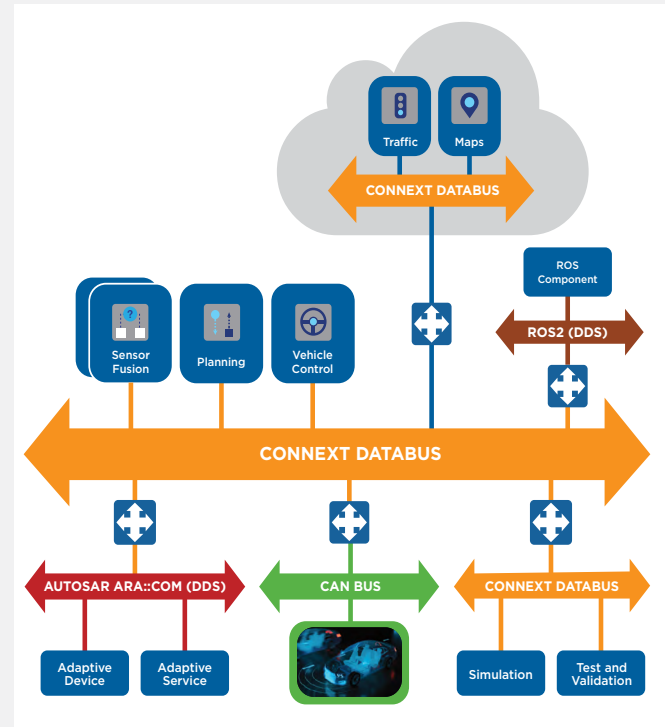 Traffic
Maps
CONNEXT DATABUS
ROS
Component
ROS2 (DDS)
Sensor
Fusion
Planning
Vehicle
Control
?
CONNEXT DATABUS
AUTOSAR ARA::COM (DDS)
CAN BUS
CONNEXT DATABUS
Adaptive
Device
Adaptive
Service
Simulation
Test and
Validation